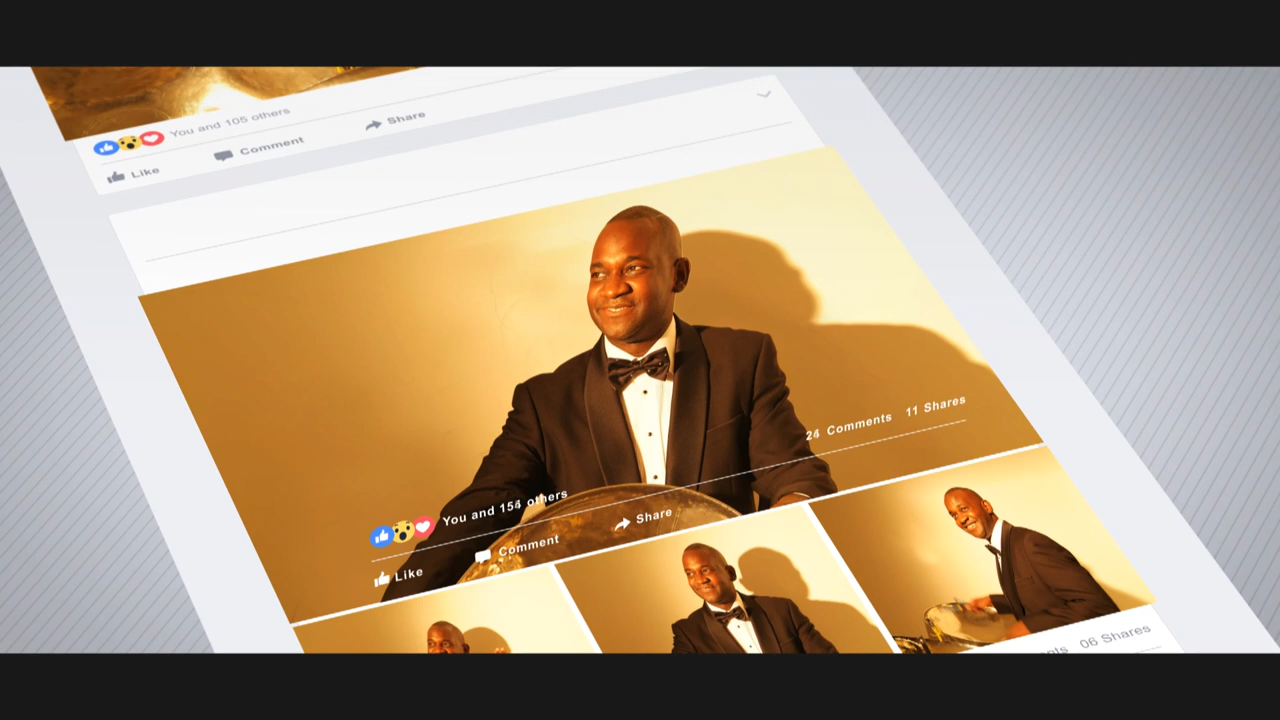 You and 105 others
Like Comment Share
24 Comments 11 Shares
You and 154 others
Like Comment Share
06 Shares